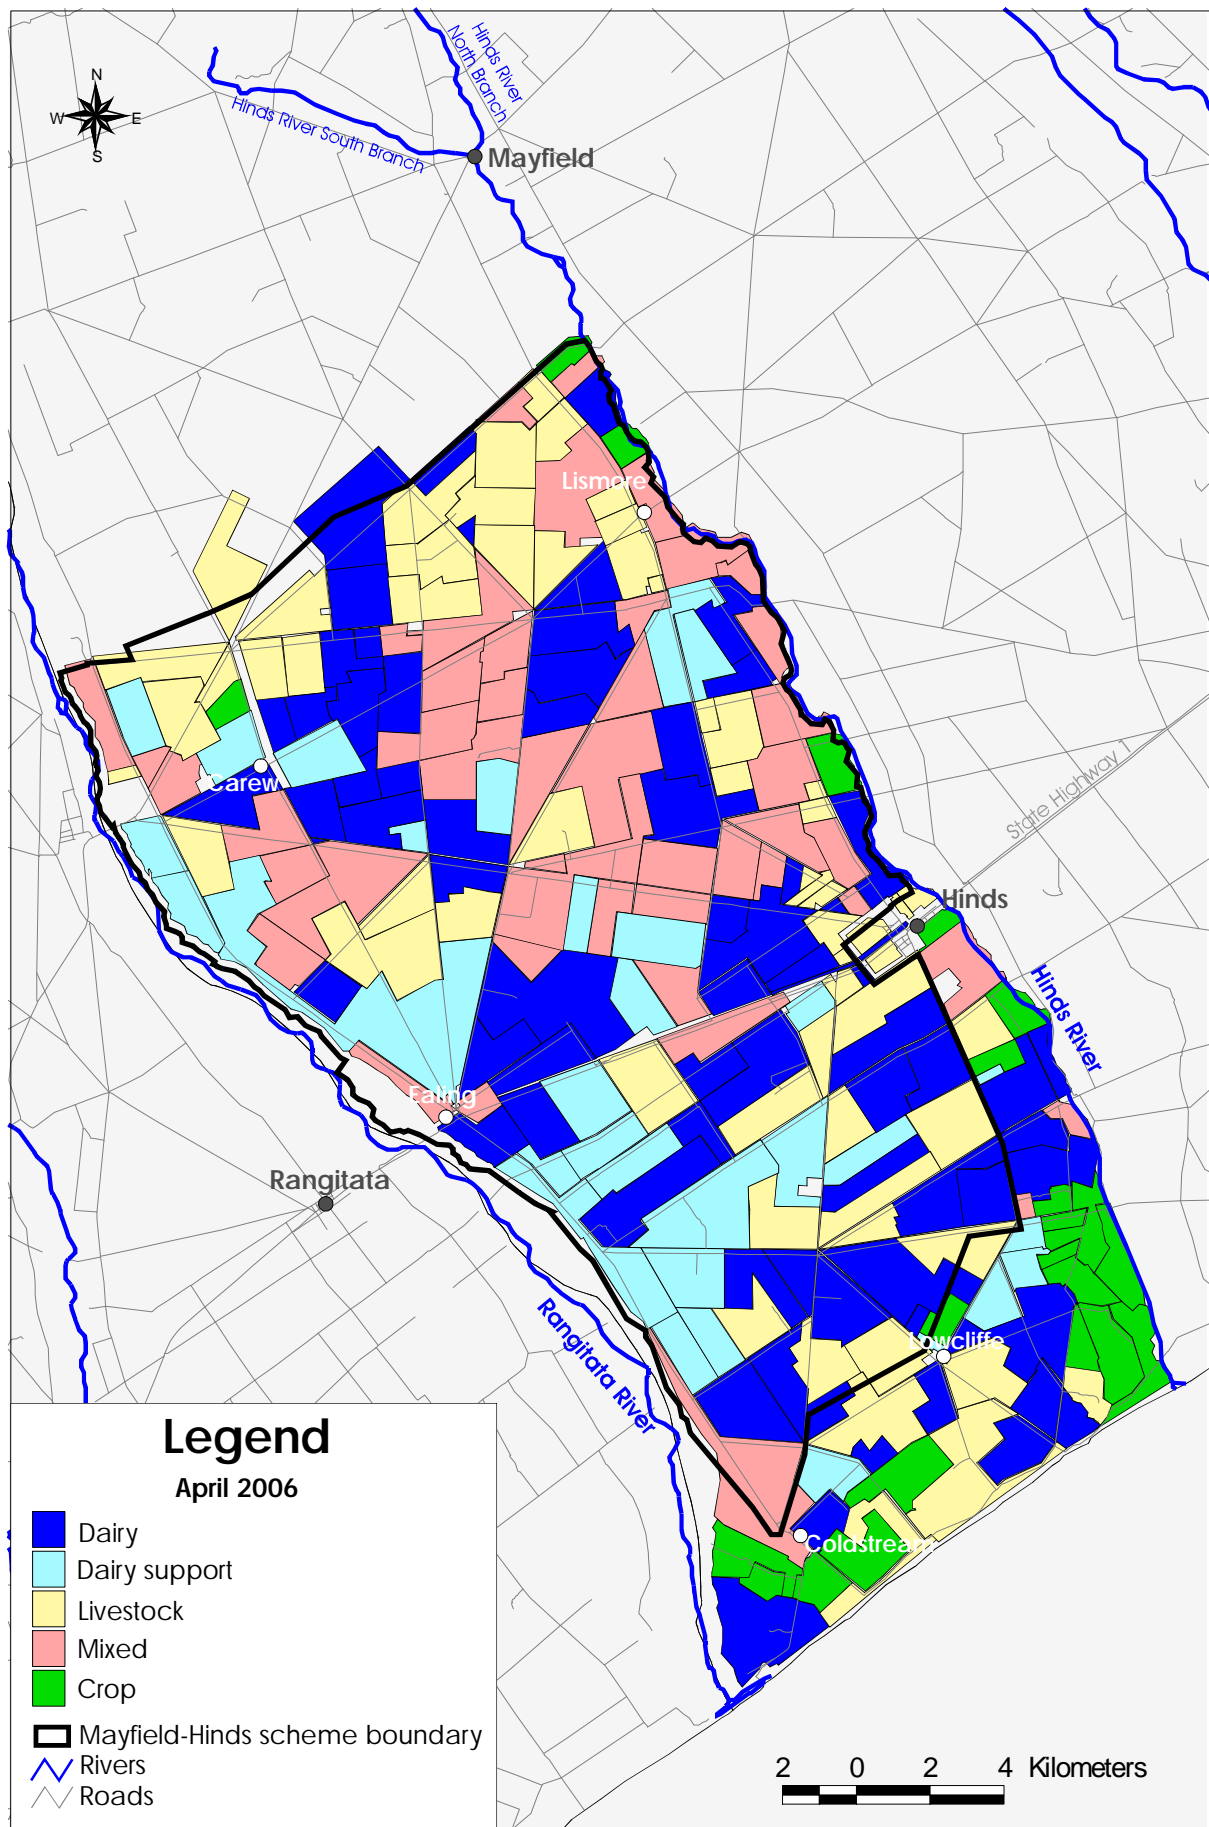 Hinds River
North Branch
N
W E
S
Hinds River South Branch
Mayfield
Lismore
Carew
State Highway 1
Hinds
Hinds River
Ealing
Rangitata
Rangitata River
Lowcliffe
Coldstream
Legend
April 2006
Dairy
Dairy support
Livestock
Mixed
Crop
Mayfield-Hinds scheme boundary
Rivers
Roads
2 0 2 4 Kilometers